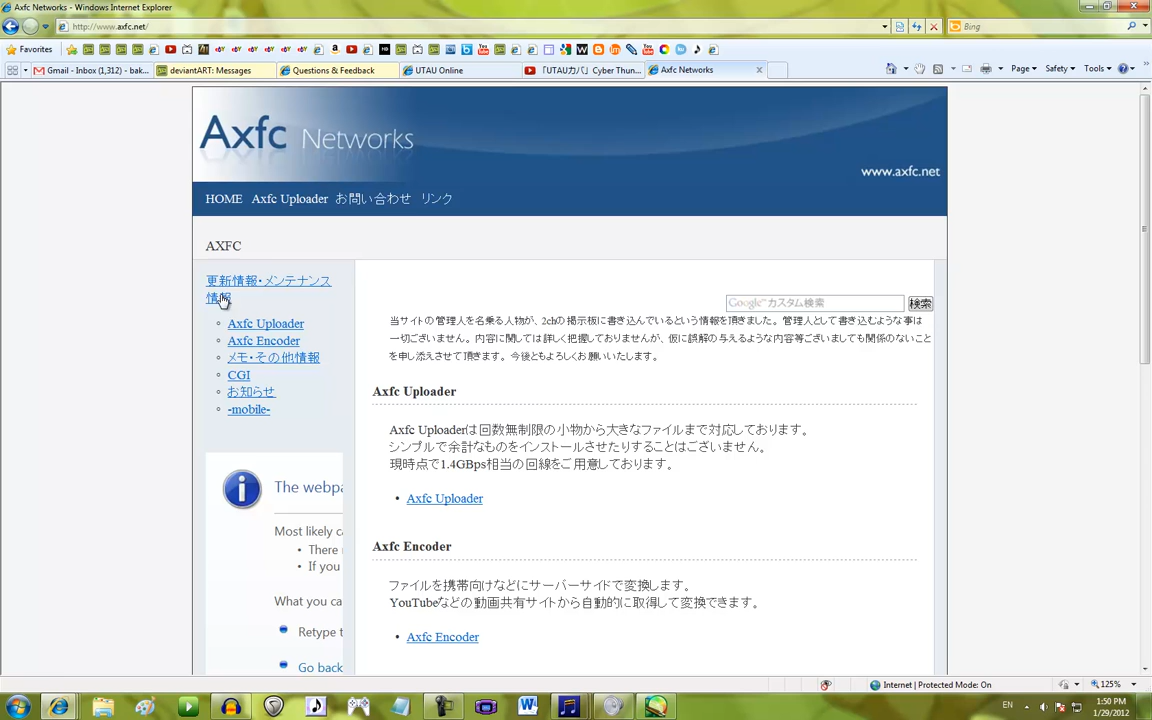 Axfc Networks - Windows Internet Explorer
http://www.axfc.net/
Bing
Favorites
Gmail - Inbox (1,312) - bak...
deviantART: Messages
Questions & Feedback
UTAU Online
「UTAUカバ」 Cyber Thun...
Axfc Networks
Page
Safety
Tools
Axfc Networks
www.axfc.net
HOME Axfc Uploader お問い合わせ リンク
AXFC
更新情報・メンテナンス
情報
Axfc Uploader
Axfc Encoder
メモ・その他情報
CGI
お知らせ
-mobile-
Google カスタム検索
検索
当サイトの管理人を名乗る人物が、2chの掲示板に書き込んでいるという情報を頂きました。管理人として書き込むような事は
一切ございません。内容に関しては詳しく把握しておりませんが、仮に誤解の与えるような内容等ございましても関係のないこと
を申し添えさせて頂きます。今後ともよろしくお願いいたします。
Axfc Uploader
Axfc Uploaderは回数無制限の小物から大きなファイルまで対応しております。
シンプルで余計なものをインストールさせたりすることはございません。
現時点で1.4GBps相当の回線をご用意しております。
• Axfc Uploader
Axfc Encoder
ファイルを携帯向けなどにサーバーサイドで変換します。
YouTubeなどの動画共有サイトから自動的に取得して変換できます。
• Axfc Encoder
The webpa
Most likely c
• There
• If you
What you ca
Retype t
Go back
Internet | Protected Mode: On
125%
EN
1:50 PM
1/29/2012